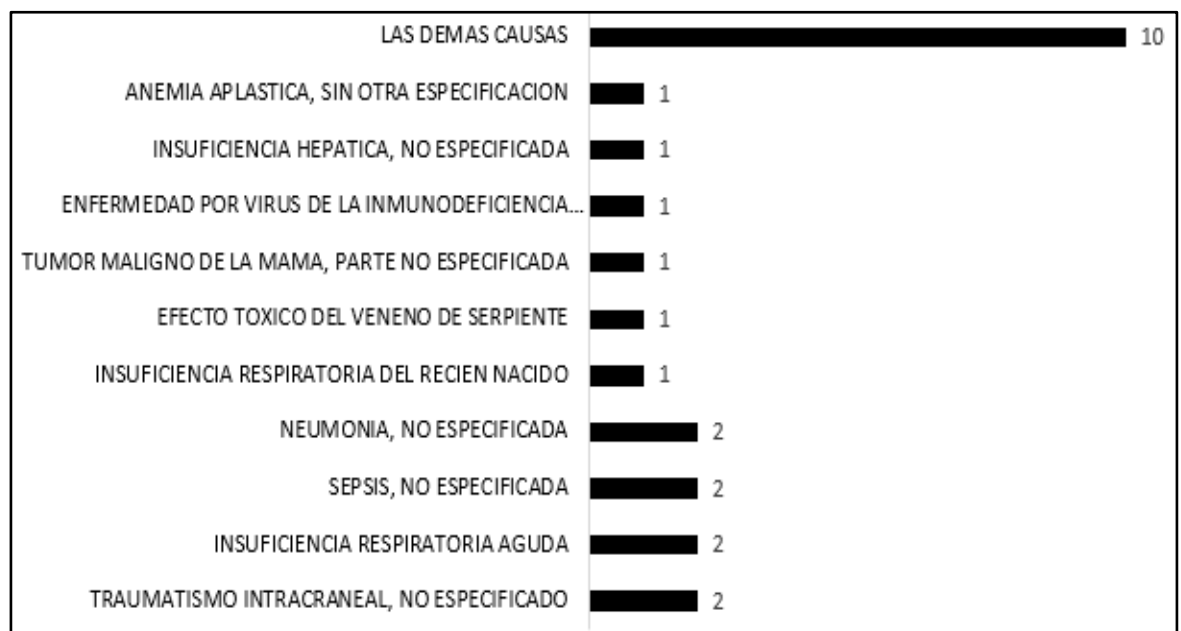 LAS DEMAS CAUSAS 10
ANEMIA APLASTICA, SIN OTRA ESPECIFICACION 1
INSUFICIENCIA HEPATICA, NO ESPECIFICADA 1
ENFERMEDAD POR VIRUS DE LA INMUNODEFICIENCIA... 1
TUMOR MALIGNO DE LA MAMA, PARTE NO ESPECIFICADA 1
EFECTO TOXICO DEL VENENO DE SERPIENTE 1
INSUFICIENCIA RESPIRATORIA DEL RECIEN NACIDO 1
NEUMONIA, NO ESPECIFICADA 2
SEPSIS, NO ESPECIFICADA 2
INSUFICIENCIA RESPIRATORIA AGUDA 2
TRAUMATISMO INTRACRANEAL, NO ESPECIFICADO 2